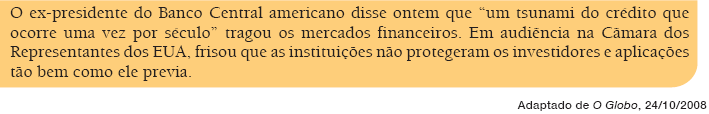 O ex-presidente do Banco Central americano disse ontem que “um tsunami do crédito que
ocorre uma vez por século” tragou os mercados financeiros. Em audiência na Câmara dos
Representantes dos EUA, frisou que as instituições não protegeram os investidores e aplicações
tão bem como ele previa.
Adaptado de O Globo, 24/10/2008